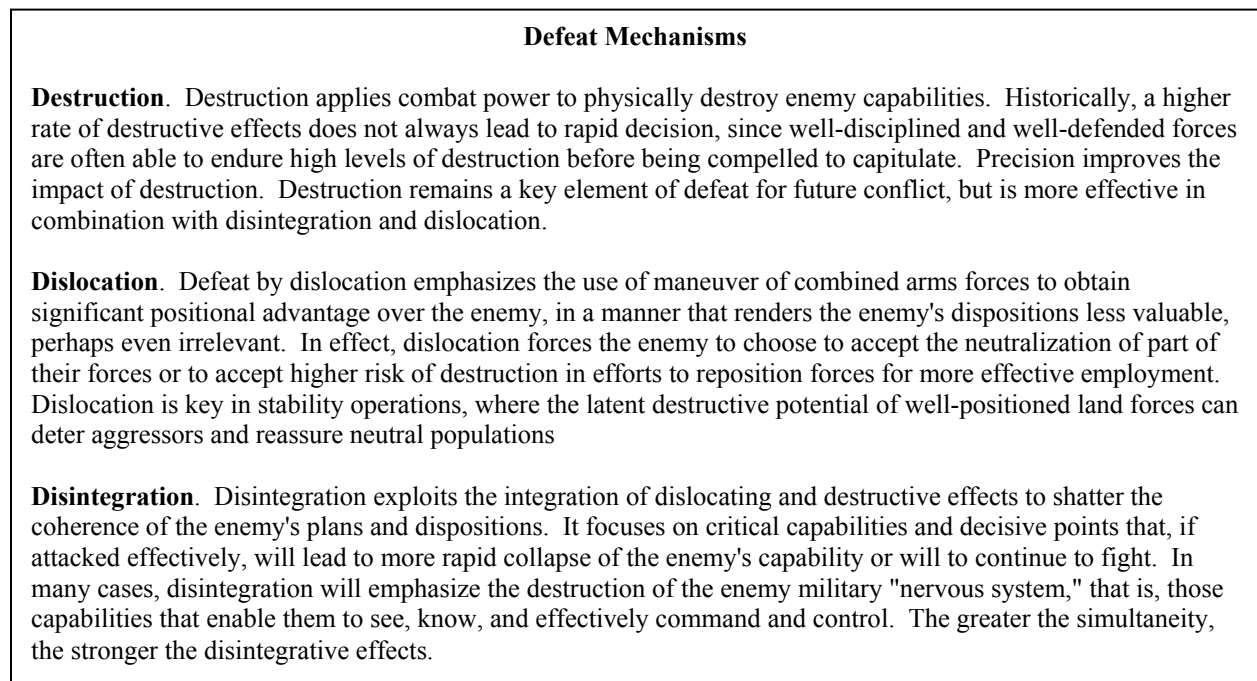 Defeat Mechanisms
Destruction. Destruction applies combat power to physically destroy enemy capabilities. Historically, a higher
rate of destructive effects does not always lead to rapid decision, since well-disciplined and well-defended forces
are often able to endure high levels of destruction before being compelled to capitulate. Precision improves the
impact of destruction. Destruction remains a key element of defeat for future conflict, but is more effective in
combination with disintegration and dislocation.
Dislocation. Defeat by dislocation emphasizes the use of maneuver of combined arms forces to obtain
significant positional advantage over the enemy, in a manner that renders the enemy's dispositions less valuable,
perhaps even irrelevant. In effect, dislocation forces the enemy to choose to accept the neutralization of part of
their forces or to accept higher risk of destruction in efforts to reposition forces for more effective employment.
Dislocation is key in stability operations, where the latent destructive potential of well-positioned land forces can
deter aggressors and reassure neutral populations
Disintegration. Disintegration exploits the integration of dislocating and destructive effects to shatter the
coherence of the enemy's plans and dispositions. It focuses on critical capabilities and decisive points that, if
attacked effectively, will lead to more rapid collapse of the enemy's capability or will to continue to fight. In
many cases, disintegration will emphasize the destruction of the enemy military "nervous system," that is, those
capabilities that enable them to see, know, and effectively command and control. The greater the simultaneity,
the stronger the disintegrative effects.